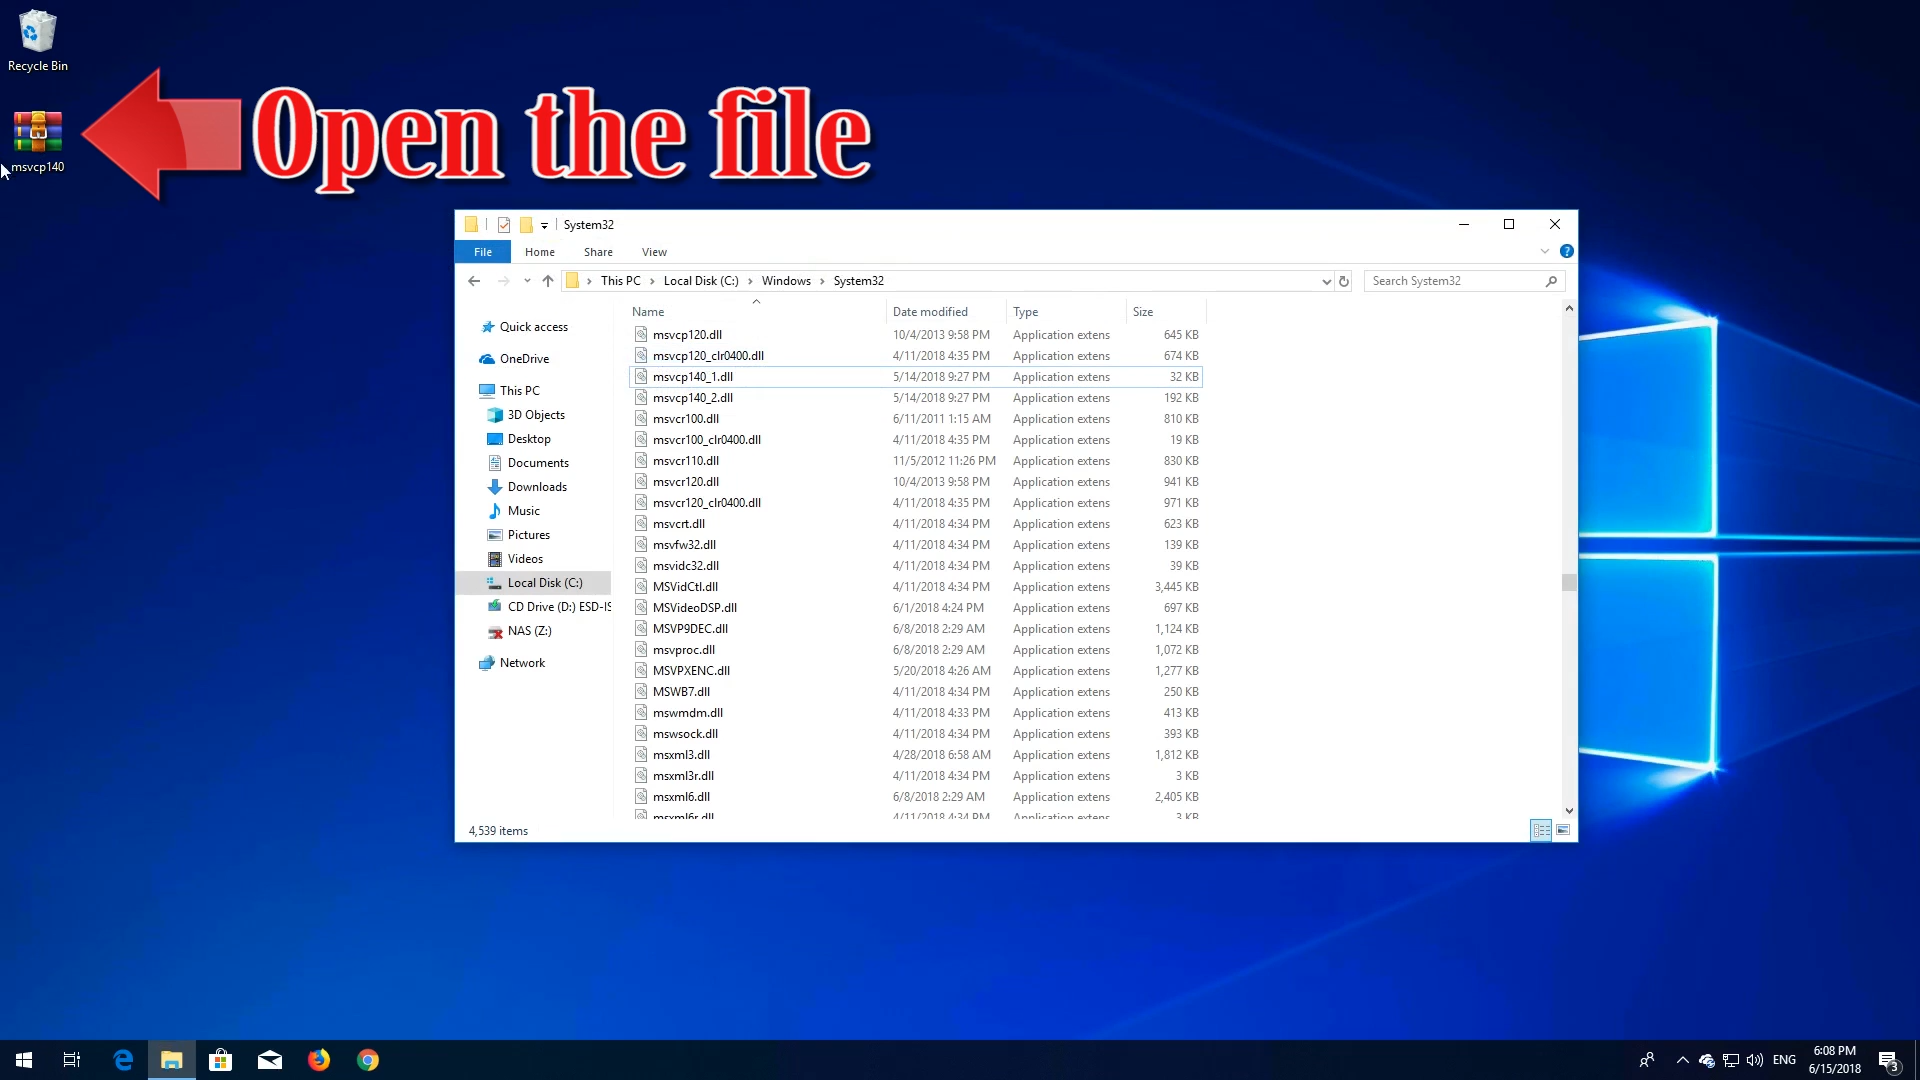 Recycle Bin
msvcp140
Open the file
System32
File Home Share View
This PC Local Disk (C:) Windows System32
Search System32
Quick access
OneDrive
This PC
3D Objects
Desktop
Documents
Downloads
Music
Pictures
Videos
Local Disk (C:)
CD Drive (D:) ESD-IS
NAS (Z:)
Network
Name Date modified Type Size
msvcp120.dll 10/4/2013 9:58 PM Application extens 645 KB
msvcp120_clr0400.dll 4/11/2018 4:35 PM Application extens 674 KB
msvcp140_1.dll 5/14/2018 9:27 PM Application extens 32 KB
msvcp140_2.dll 5/14/2018 9:27 PM Application extens 192 KB
msvcr100.dll 6/11/2011 1:15 AM Application extens 810 KB
msvcr100_clr0400.dll 4/11/2018 4:35 PM Application extens 19 KB
msvcr110.dll 11/5/2012 11:26 PM Application extens 830 KB
msvcr120.dll 10/4/2013 9:58 PM Application extens 941 KB
msvcr120_clr0400.dll 4/11/2018 4:35 PM Application extens 971 KB
msvcrt.dll 4/11/2018 4:34 PM Application extens 623 KB
msvfw32.dll 4/11/2018 4:34 PM Application extens 139 KB
msvidc32.dll 4/11/2018 4:34 PM Application extens 39 KB
MSVidCtl.dll 4/11/2018 4:34 PM Application extens 3,445 KB
MSVideoDSP.dll 6/1/2018 4:24 PM Application extens 697 KB
MSVP9DEC.dll 6/8/2018 2:29 AM Application extens 1,124 KB
msvproc.dll 6/8/2018 2:29 AM Application extens 1,072 KB
MSVPXENC.dll 5/20/2018 4:26 AM Application extens 1,277 KB
MSWB7.dll 4/11/2018 4:34 PM Application extens 250 KB
mswmdm.dll 4/11/2018 4:33 PM Application extens 413 KB
mswsock.dll 4/11/2018 4:34 PM Application extens 393 KB
msxml3.dll 4/28/2018 6:58 AM Application extens 1,812 KB
msxml3r.dll 4/11/2018 4:34 PM Application extens 3 KB
msxml6.dll 6/8/2018 2:29 AM Application extens 2,405 KB
msxml6r.dll 4/11/2018 4:34 PM Application extens 3 KB
4,539 items
ENG
6:08 PM
6/15/2018
3